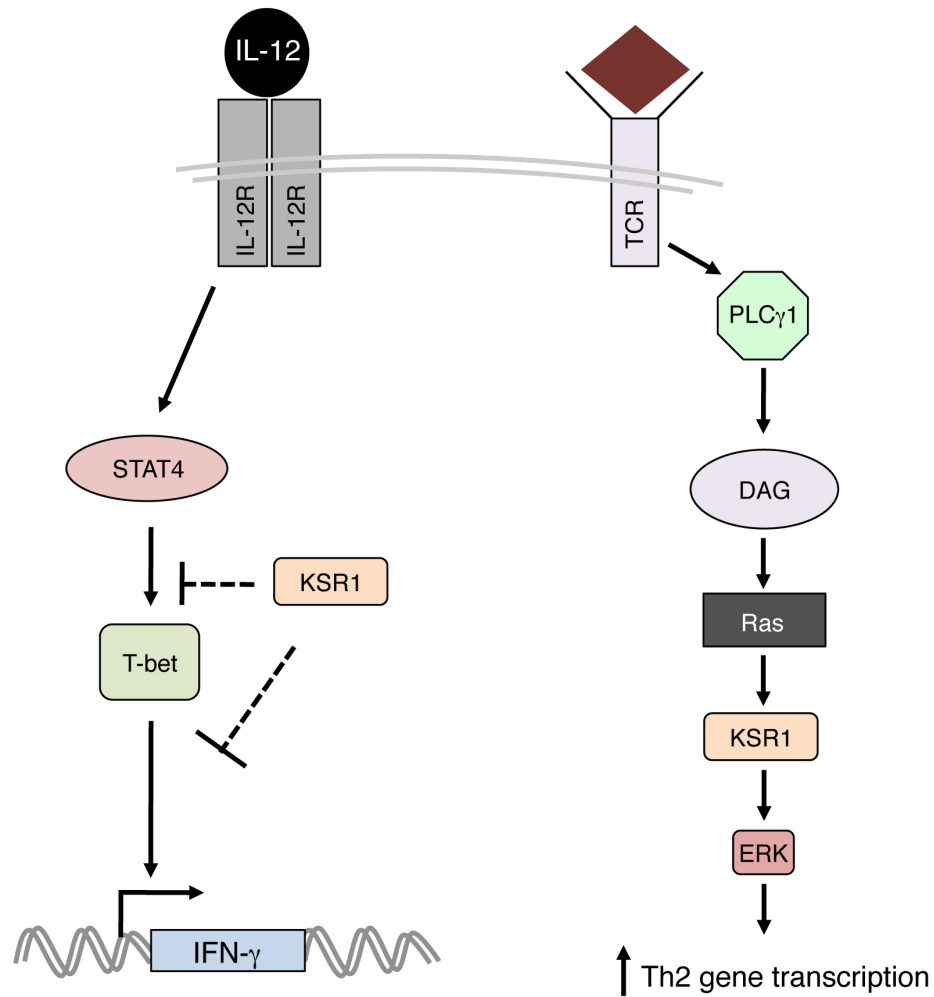 IL-12
IL-12R
IL-12R
TCR
PLCγ1
STAT4
DAG
KSR1
Ras
T-bet
KSR1
ERK
IFN-γ
Th2 gene transcription